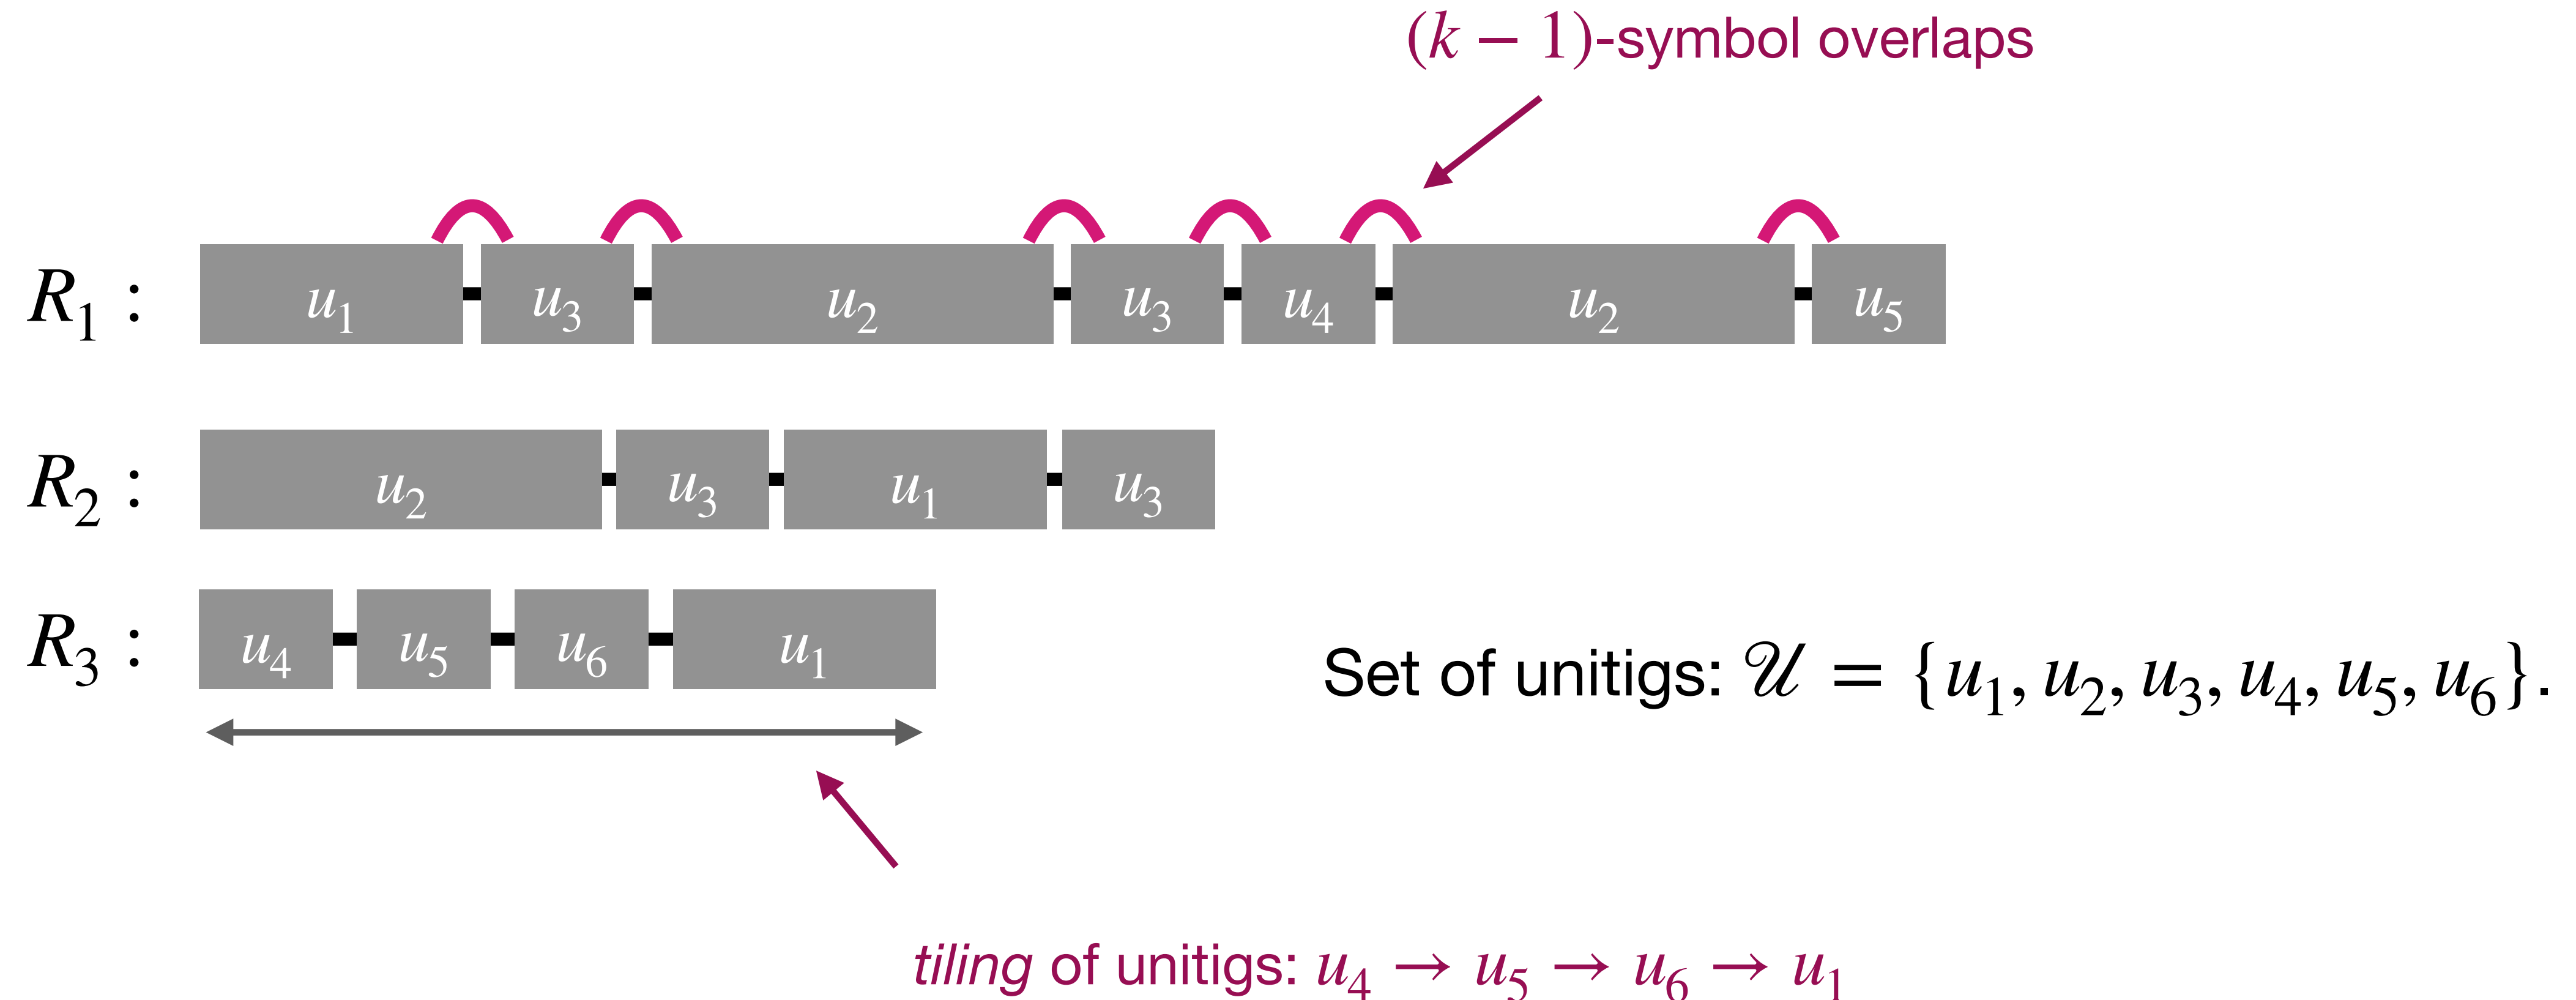 (k − 1)-symbol overlaps
R₁ : u₁ u₃ u₂ u₃ u₄ u₂ u₅
R₂ : u₂ u₃ u₁ u₃
R₃ : u₄ u₅ u₆ u₁
Set of unitigs: 𝒰 = {u₁, u₂, u₃, u₄, u₅, u₆}.
tiling of unitigs: u₄ → u₅ → u₆ → u₁